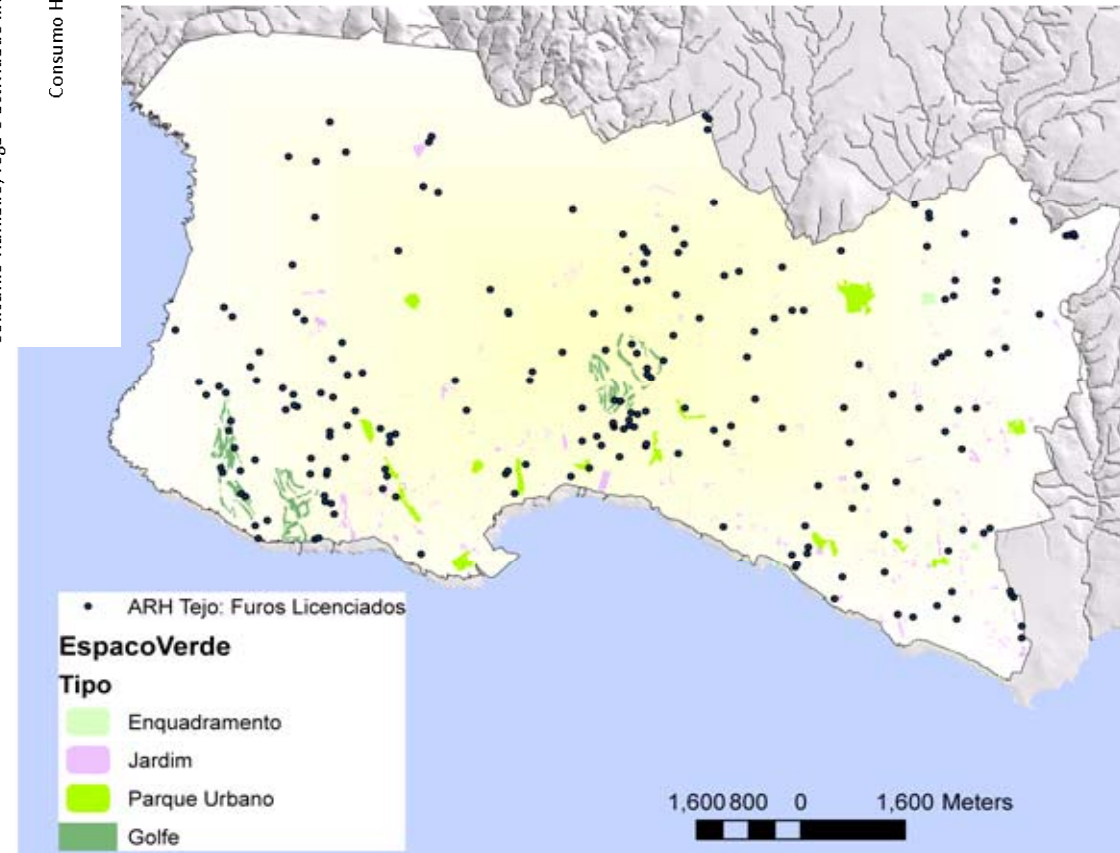 Consumo H
ARH Tejo: Furos Licenciados
EspacoVerde
Tipo
Enquadramento
Jardim
Parque Urbano
Golfe
1,600 800 0 1,600 Meters